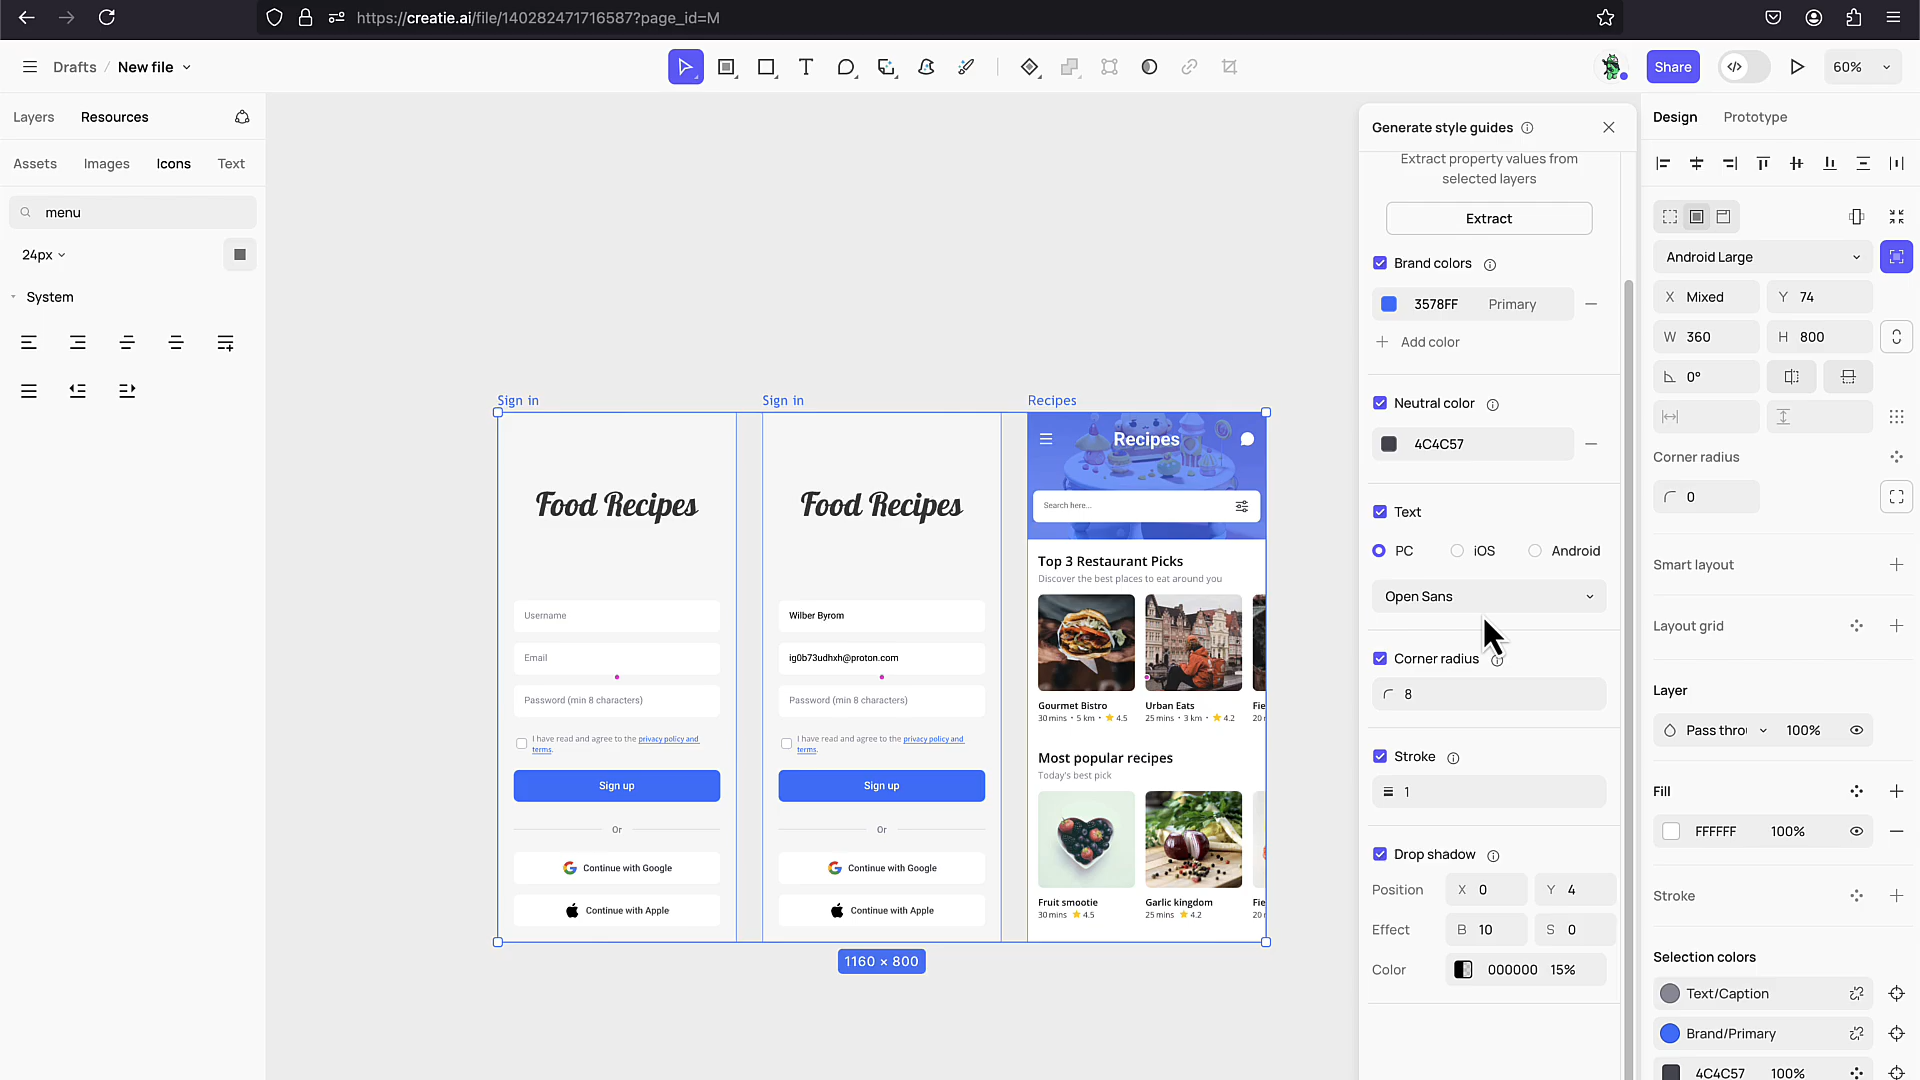 https://creatie.ai/file/140282471716587?page_id=M
Drafts / New file
Share
60%
Layers
Resources
Assets
Images
Icons
Text
menu
24px
System
Sign in
Sign in
Recipes
Food Recipes
Username
Email
Password (min 8 characters)
I have read and agree to the privacy policy and
terms.
Sign up
Or
Continue with Google
Continue with Apple
Food Recipes
Wilber Byrom
ig0b73udhxh@proton.com
Password (min 8 characters)
I have read and agree to the privacy policy and
terms.
Sign up
Or
Continue with Google
Continue with Apple
Recipes
Search here...
Top 3 Restaurant Picks
Discover the best places to eat around you
Gourmet Bistro
30mins • 5 km • 4.5
Urban Eats
25 mins • 3 km • 4.2
Fie
20
Most popular recipes
Today's best pick
Fruit smootie
30 mins 4.5
Garlic kingdom
25 mins 4.2
Fie
20
1160 × 800
Generate style guides
Extract property values from
selected layers
Extract
Brand colors
3578FF Primary
Add color
Neutral color
4C4C57
Text
PC
iOS
Android
Open Sans
Corner radius
8
Stroke
1
Drop shadow
Position X 0 Y 4
Effect B 10 S 0
Color 000000 15%
Design
Prototype
Android Large
X Mixed Y 74
W 360 H 800
0°
Corner radius
0
Smart layout
Layout grid
Layer
Pass thro 100%
Fill
FFFFFF 100%
Stroke
Selection colors
Text/Caption
Brand/Primary
4C4C57 100%